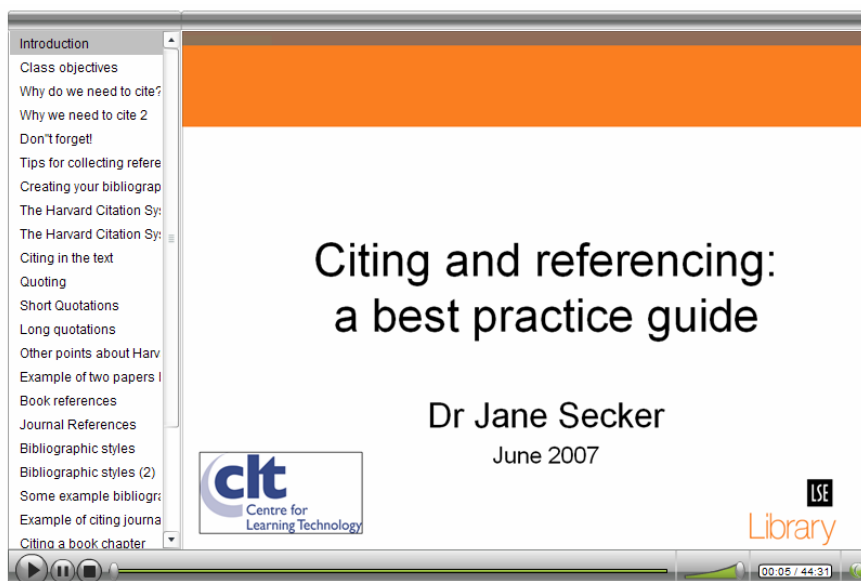 Introduction
Class objectives
Why do we need to cite?
Why we need to cite 2
Don"t forget!
Tips for collecting refere
Creating your bibliograp
The Harvard Citation Sy
The Harvard Citation Sy
Citing in the text
Quoting
Short Quotations
Long quotations
Other points about Harv
Example of two papers
Book references
Journal References
Bibliographic styles
Bibliographic styles (2)
Some example bibliogra
Example of citing journa
Citing a book chapter
Citing and referencing:
a best practice guide
Dr Jane Secker
June 2007
clt
Centre for
Learning Technology
LSE
Library
00:05 / 44:31